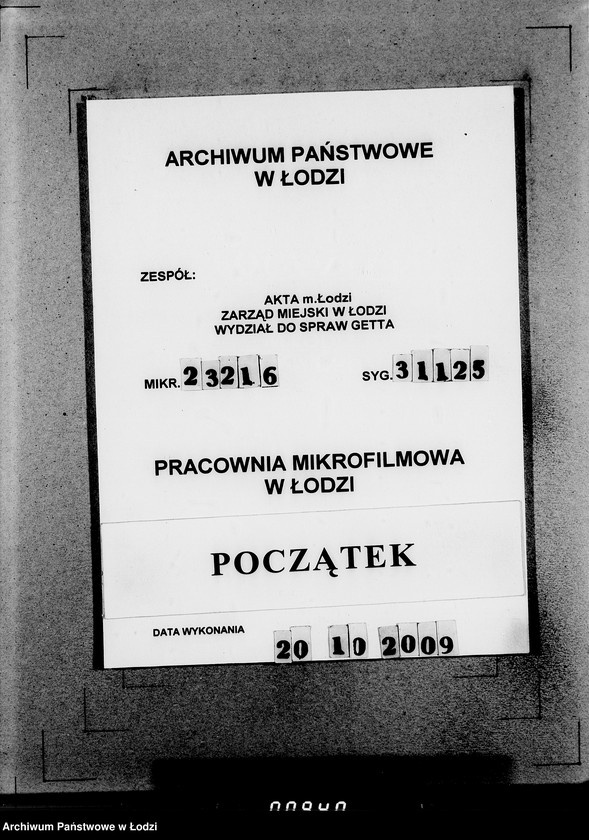 ARCHIWUM PAŃSTWOWE
W ŁODZI
ZESPÓŁ:
AKTA m.Łodzi
ZARZĄD MIEJSKI W ŁODZI
WYDZIAŁ DO SPRAW GETTA
MIKR. 23216 SYG. 31125
PRACOWNIA MIKROFILMOWA
W ŁODZI
POCZĄTEK
DATA WYKONANIA 20 10 2009
Archiwum Państwowe w Łodzi